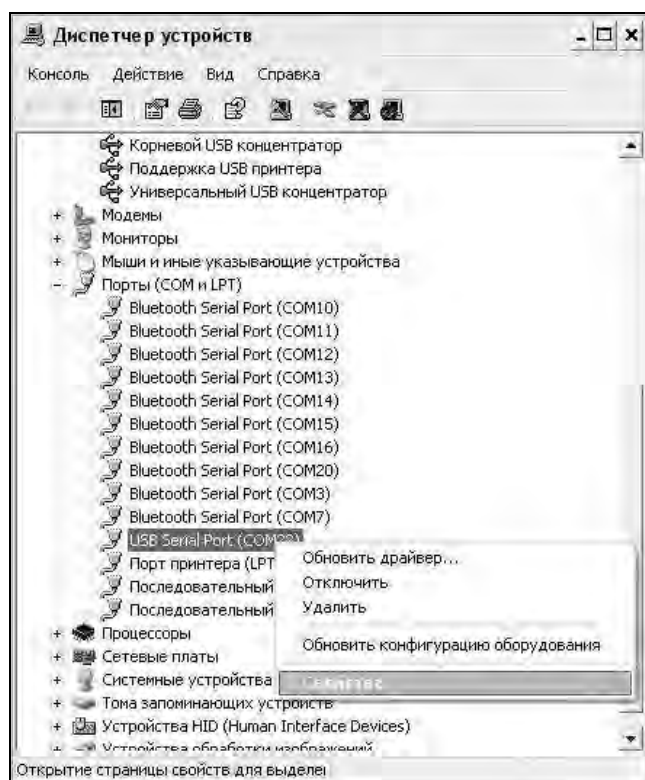 Диспетчер устройств
Консоль Действие Вид Справка
Корневой USB концентратор
Поддержка USB принтера
Универсальный USB концентратор
Модемы
Мониторы
Мыши и иные указывающие устройства
Порты (COM и LPT)
Bluetooth Serial Port (COM10)
Bluetooth Serial Port (COM11)
Bluetooth Serial Port (COM12)
Bluetooth Serial Port (COM13)
Bluetooth Serial Port (COM14)
Bluetooth Serial Port (COM15)
Bluetooth Serial Port (COM16)
Bluetooth Serial Port (COM20)
Bluetooth Serial Port (COM3)
Bluetooth Serial Port (COM7)
USB Serial Port
Порт принтера (LPT
Последовательный
Последовательный
Обновить драйвер...
Отключить
Удалить
Обновить конфигурацию оборудования
Процессоры
Сетевые платы
Системные устройства
Тома запоминающих устройств
Устройства HID (Human Interface Devices)
Устройства обработки изображений
Открытие страницы свойств для выделе